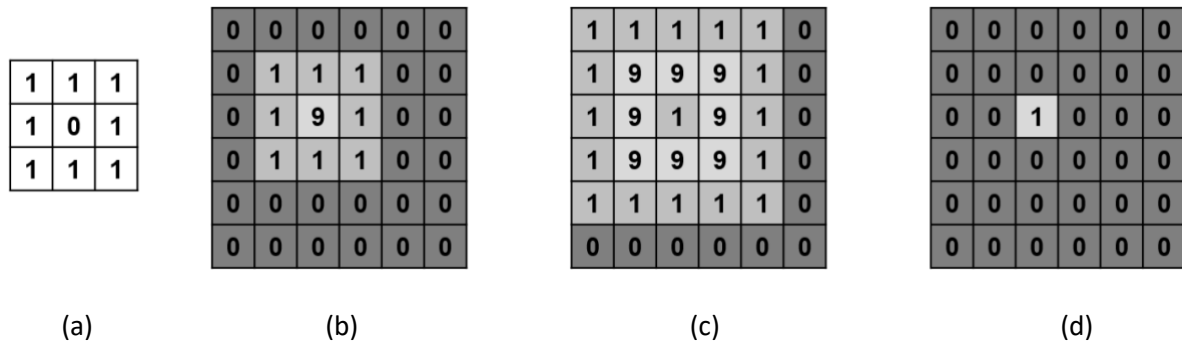 1 1 1
1 0 1
1 1 1
(a)
0 0 0 0 0 0
0 1 1 1 0 0
0 1 9 1 0 0
0 1 1 1 0 0
0 0 0 0 0 0
0 0 0 0 0 0
(b)
1 1 1 1 1 0
1 9 9 9 1 0
1 9 1 9 1 0
1 9 9 9 1 0
1 1 1 1 1 0
0 0 0 0 0 0
(c)
0 0 0 0 0 0
0 0 0 0 0 0
0 0 1 0 0 0
0 0 0 0 0 0
0 0 0 0 0 0
0 0 0 0 0 0
(d)